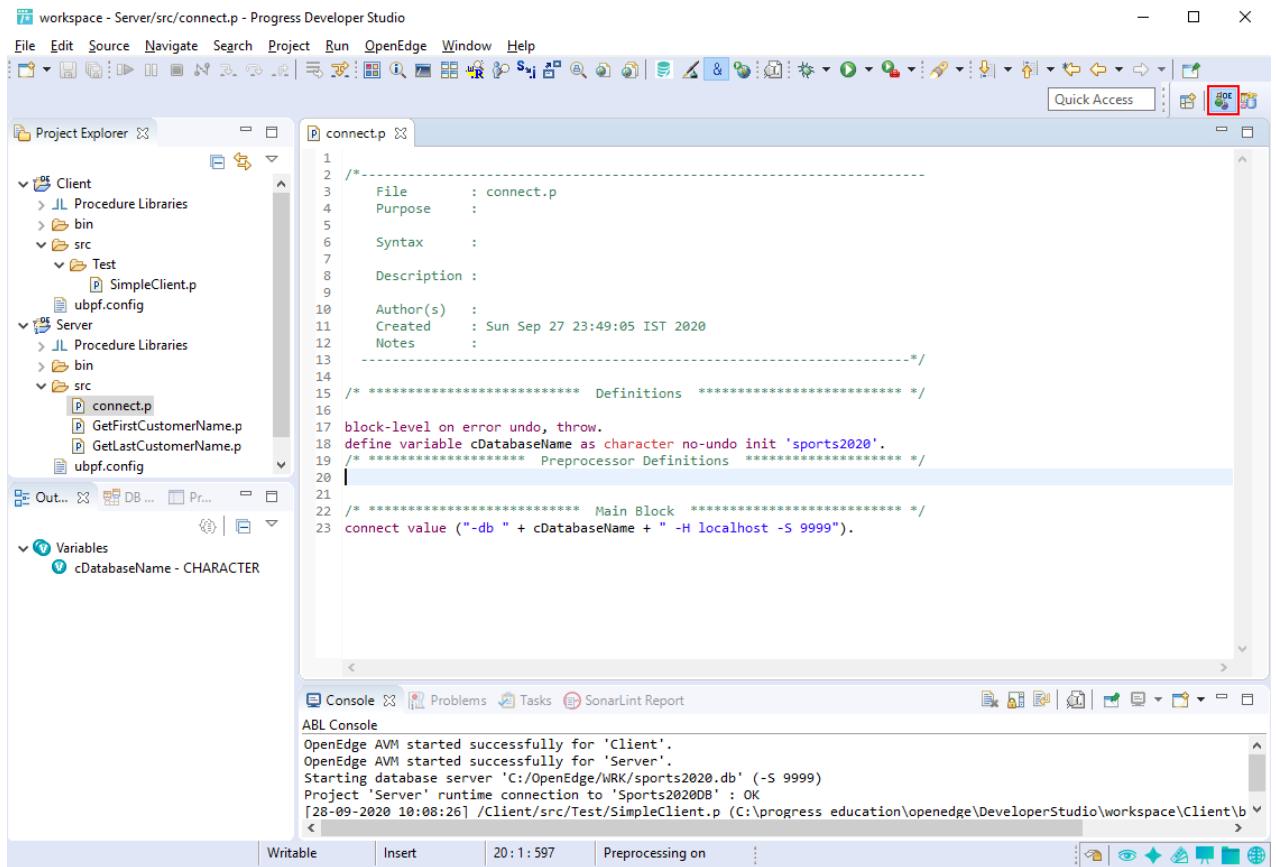 workspace - Server/src/connect.p - Progress Developer Studio
File Edit Source Navigate Search Project Run OpenEdge Window Help
Quick Access
Project Explorer
Client
Procedure Libraries
bin
src
Test
SimpleClient.p
ubpf.config
Server
Procedure Libraries
bin
src
connect.p
GetFirstCustomerName.p
GetLastCustomerName.p
ubpf.config
Out... DB ... Pr...
Variables
cDatabaseName - CHARACTER
connect.p
1
2 /*------------------------------------------------------------------------
3 File : connect.p
4 Purpose :
5
6 Syntax :
7
8 Description :
9
10 Author(s) :
11 Created : Sun Sep 27 23:49:05 IST 2020
12 Notes :
13 ----------------------------------------------------------------------*/
14
15 /* *************************** Definitions ************************** */
16
17 block-level on error undo, throw.
18 define variable cDatabaseName as character no-undo init 'sports2020'.
19 /* ******************** Preprocessor Definitions ******************** */
20
21
22 /* *************************** Main Block *************************** */
23 connect value ("-db " + cDatabaseName + " -H localhost -S 9999").
Console Problems Tasks SonarLint Report
ABL Console
OpenEdge AVM started successfully for 'Client'.
OpenEdge AVM started successfully for 'Server'.
Starting database server 'C:/OpenEdge/WRK/sports2020.db' (-S 9999)
Project 'Server' runtime connection to 'Sports2020DB' : OK
[28-09-2020 10:08:26] /Client/src/Test/SimpleClient.p (C:\progress education\openedge\DeveloperStudio\workspace\Client\b
Writable Insert 20 : 1 : 597 Preprocessing on